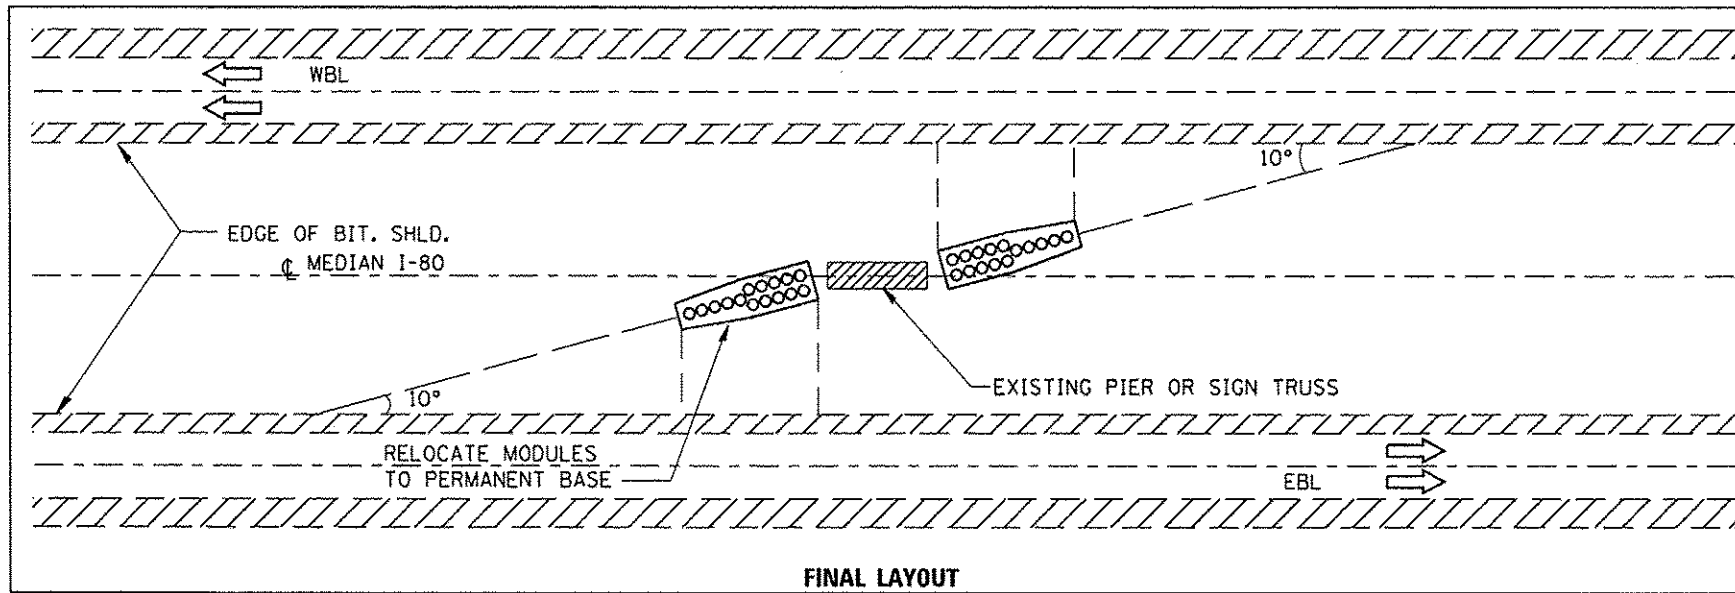 WBL
10°
EDGE OF BIT. SHLD.
℄ MEDIAN I-80
EXISTING PIER OR SIGN TRUSS
10°
RELOCATE MODULES
TO PERMANENT BASE
EBL
FINAL LAYOUT